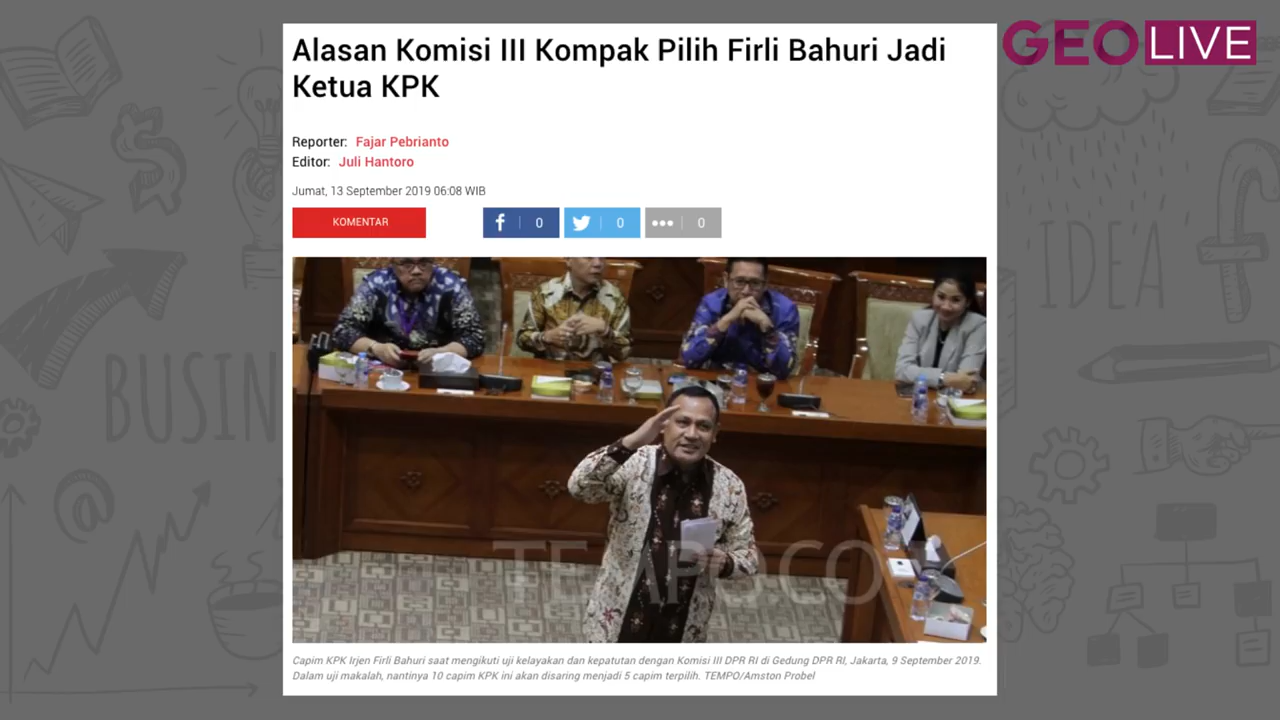 GEOLIVE
Alasan Komisi III Kompak Pilih Firli Bahuri Jadi
Ketua KPK
Reporter: Fajar Pebrianto
Editor: Juli Hantoro
Jumat, 13 September 2019 06:08 WIB
KOMENTAR
0
0
0
BUSIN
IDEA
TEMPO.CO
Capim KPK Irjen Firli Bahuri saat mengikuti uji kelayakan dan kepatutan dengan Komisi III DPR RI di Gedung DPR RI, Jakarta, 9 September 2019.
Dalam uji makalah, nantinya 10 capim KPK ini akan disaring menjadi 5 capim terpilih. TEMPO/Amston Probel